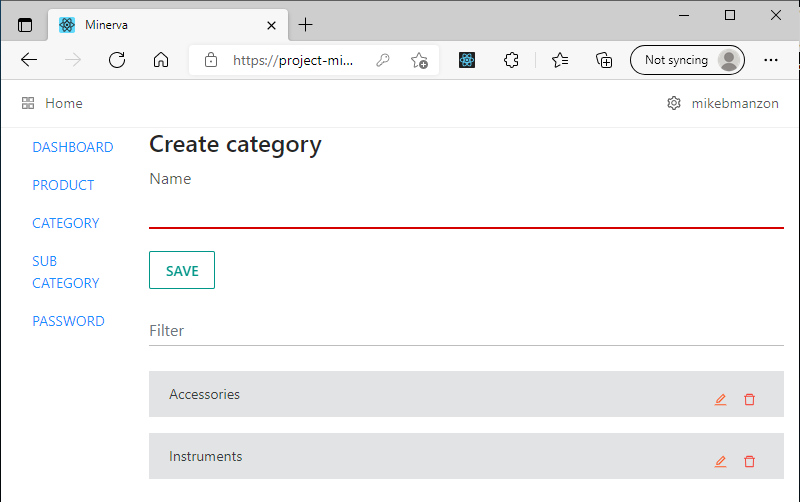 Minerva
https://project-mi...
Not syncing
Home
mikebmanzon
DASHBOARD
PRODUCT
CATEGORY
SUB
CATEGORY
PASSWORD
Create category
Name
SAVE
Filter
Accessories
Instruments